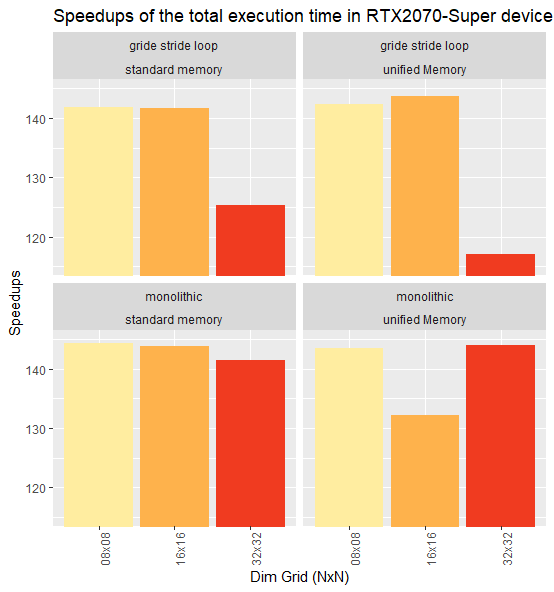 Speedups of the total execution time in RTX2070-Super device
gride stride loop
standard memory
gride stride loop
unified Memory
140
130
120
monolithic
standard memory
monolithic
unified Memory
140
130
120
Speedups
08x08
16x16
32x32
08x08
16x16
32x32
Dim Grid (NxN)